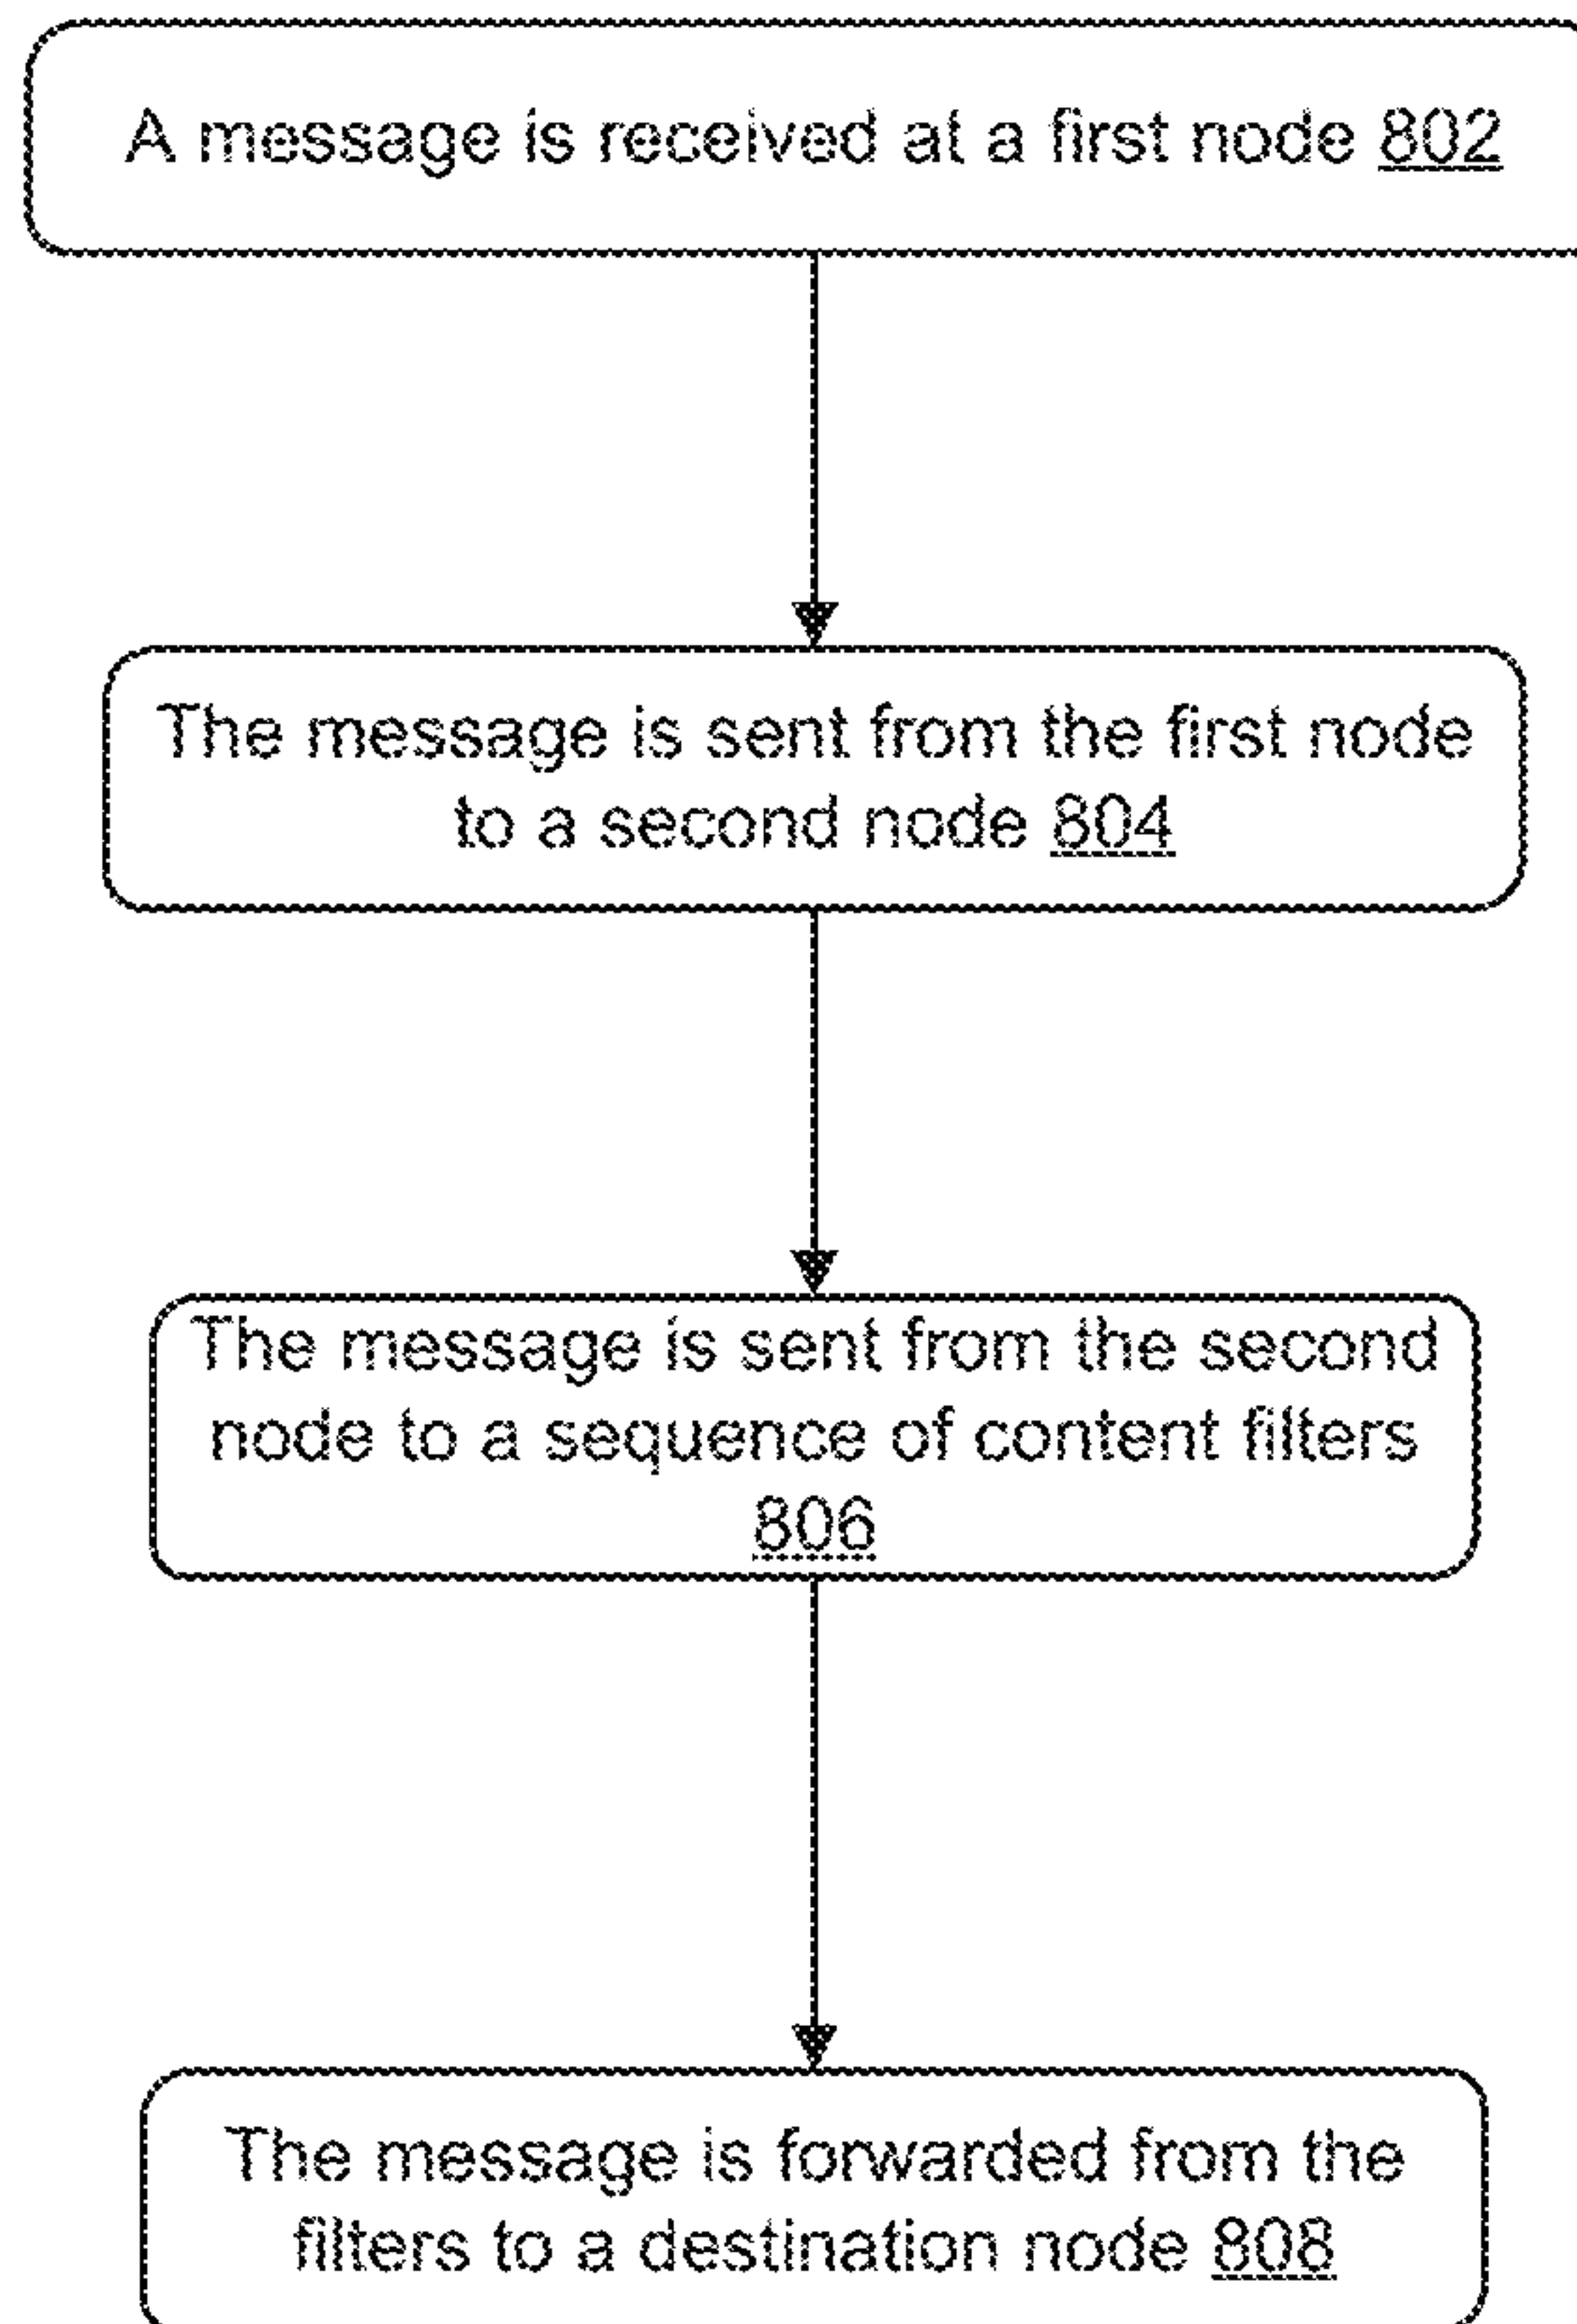 A message is received at a first node 802
The message is sent from the first node
to a second node 804
The message is sent from the second
node to a sequence of content filters
806
The message is forwarded from the
filters to a destination node 808